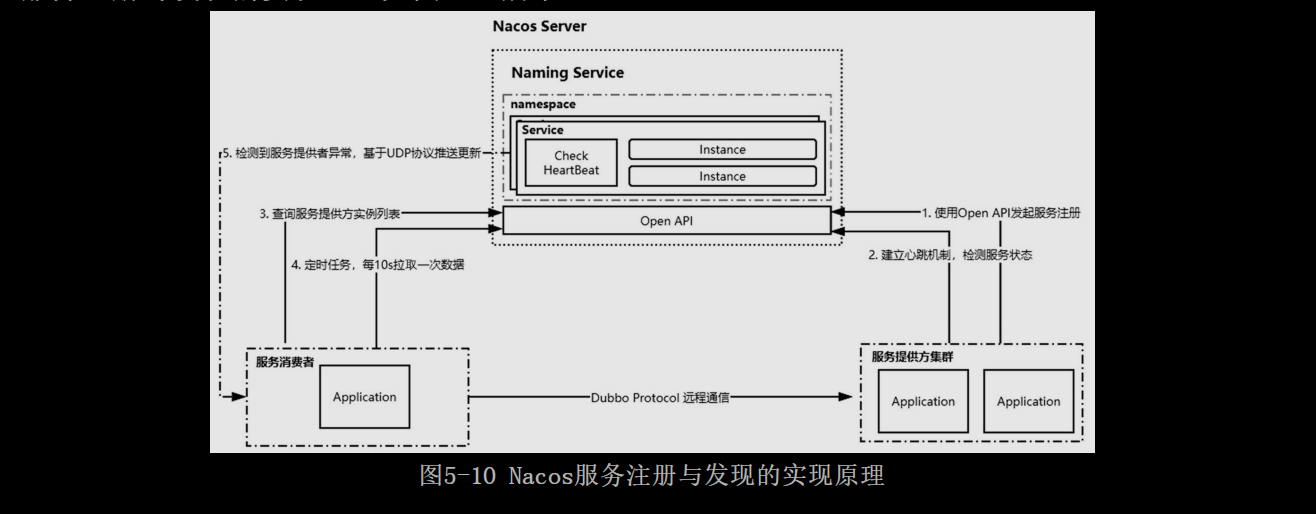 Nacos Server
Naming Service
namespace
Service
Check
HeartBeat
Instance
Instance
5. 检测到服务提供者异常，基于UDP协议推送更新
3. 查询服务提供方实例列表
Open API
1. 使用Open API发起服务注册
4. 定时任务，每10s拉取一次数据
2. 建立心跳机制，检测服务状态
服务消费者
Application
Dubbo Protocol 远程通信
服务提供方集群
Application
Application
图5-10 Nacos服务注册与发现的实现原理